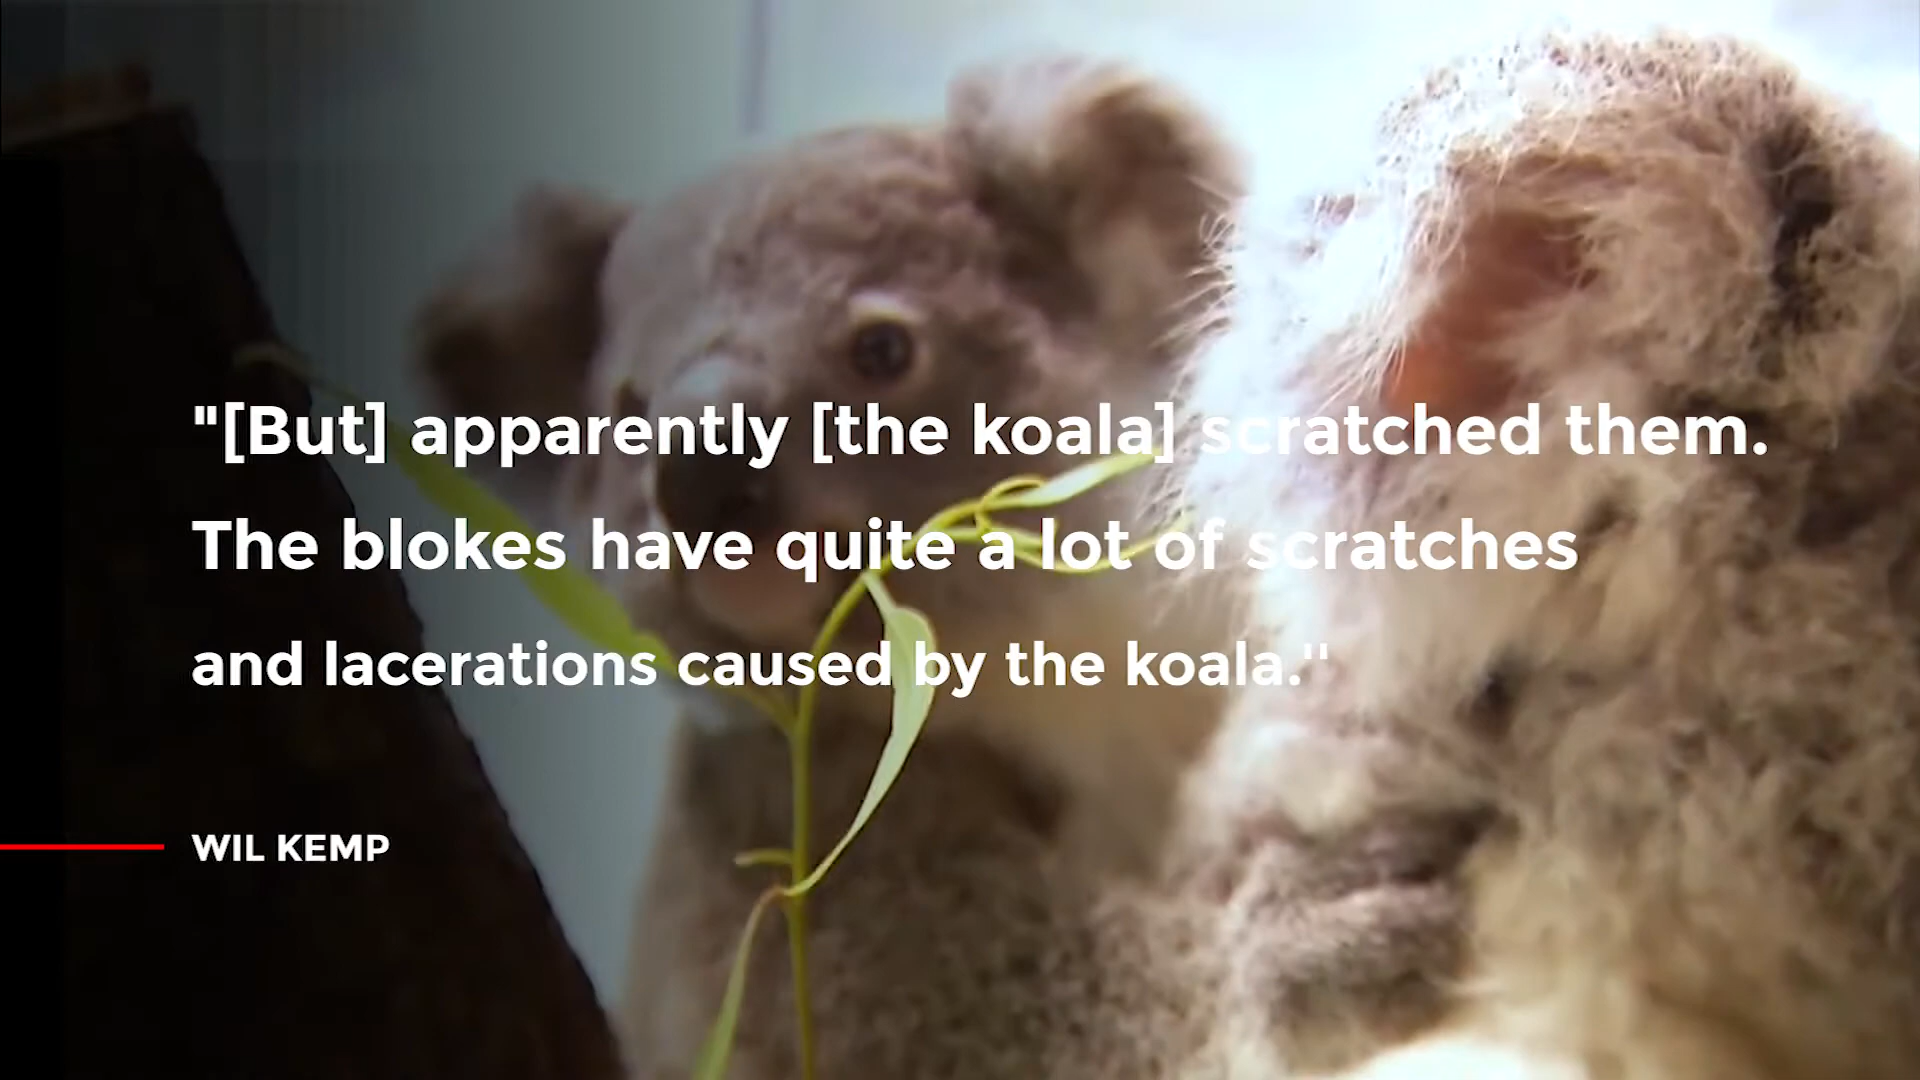 "[But] apparently [the koala] scratched them.
The blokes have quite a lot of scratches
and lacerations caused by the koala.''
WIL KEMP